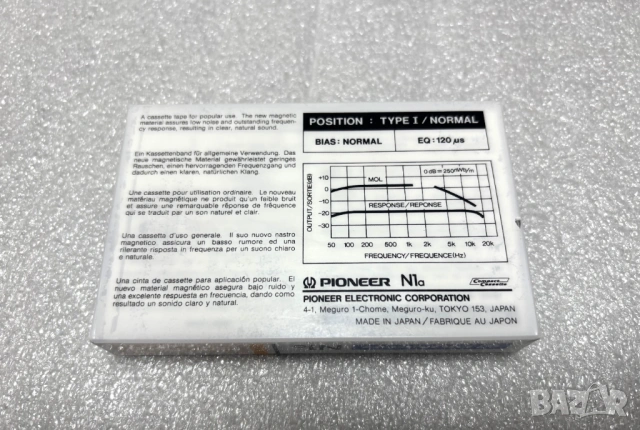 A cassette tape for popular use. The new magnetic
material assures low noise and outstanding frequen-
cy response, resulting in clear, natural sound.
Ein Kassettenband für allgemeine Verwendung. Das
neue magnetische Material gewährleistet geringes
Rauschen, einen hervorragenden Frequenzgang und
dadurch einen klaren, natürlichen Klang.
Une cassette pour utilisation ordinaire. Le nouveau
matériau magnétique ne produit qu'un faible bruit
et assure une remarquable réponse de fréquence
qui se traduit par un son naturel et clair.
Una cassetta d'uso generale. Il suo nuovo nastro
magnetico assicura un basso rumore ed una
rilerante risposta in frequenza per un suono chiaro
e naturale.
Una cinta de cassette para aplicación popular. El
nuevo material magnético asegura bajo ruido y
una excelente respuesta en frecuencia, dando como
resultado un sonido claro y natural.
POSITION : TYPE I / NORMAL
BIAS: NORMAL EQ: 120 μs
OUTPUT/SORTIE(dB)
+10
0
-10
-20
-30
MOL
0 dB = 250nWb/m
RESPONSE/REPONSE
50 100 200 500 1k 2k 5k 10k 20k
FREQUENCY/FREQUENCE(Hz)
PIONEER N1a
Compact Cassette
PIONEER ELECTRONIC CORPORATION
4-1, Meguro 1-Chome, Meguro-ku, TOKYO 153, JAPAN
MADE IN JAPAN / FABRIQUE AU JAPON
BAZAR.bg